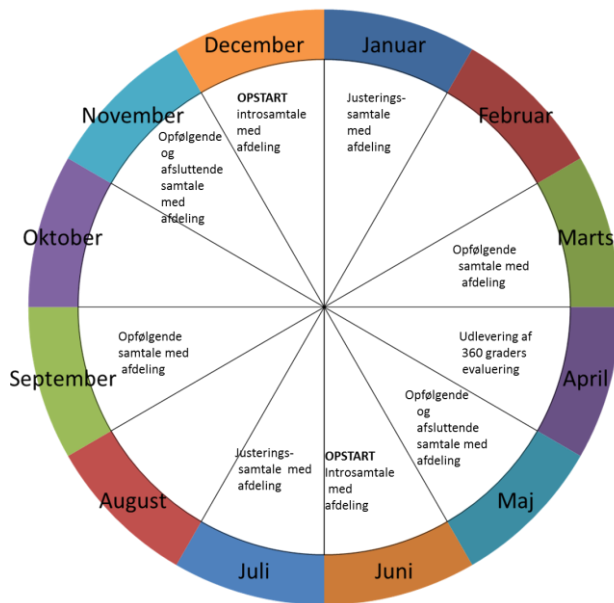 Januar
Justerings-
samtale
med
afdeling
Februar
Marts
Opfølgende
samtale med
afdeling
April
Udlevering af
360 graders
evaluering
Maj
Opfølgende
og
afsluttende
samtale med
afdeling
Juni
OPSTART
Introsamtale
med
afdeling
Juli
Justerings-
samtale med
afdeling
August
September
Opfølgende
samtale med
afdeling
Oktober
November
Opfølgende
og
afsluttende
samtale
med
afdeling
December
OPSTART
introsamtale
med
afdeling